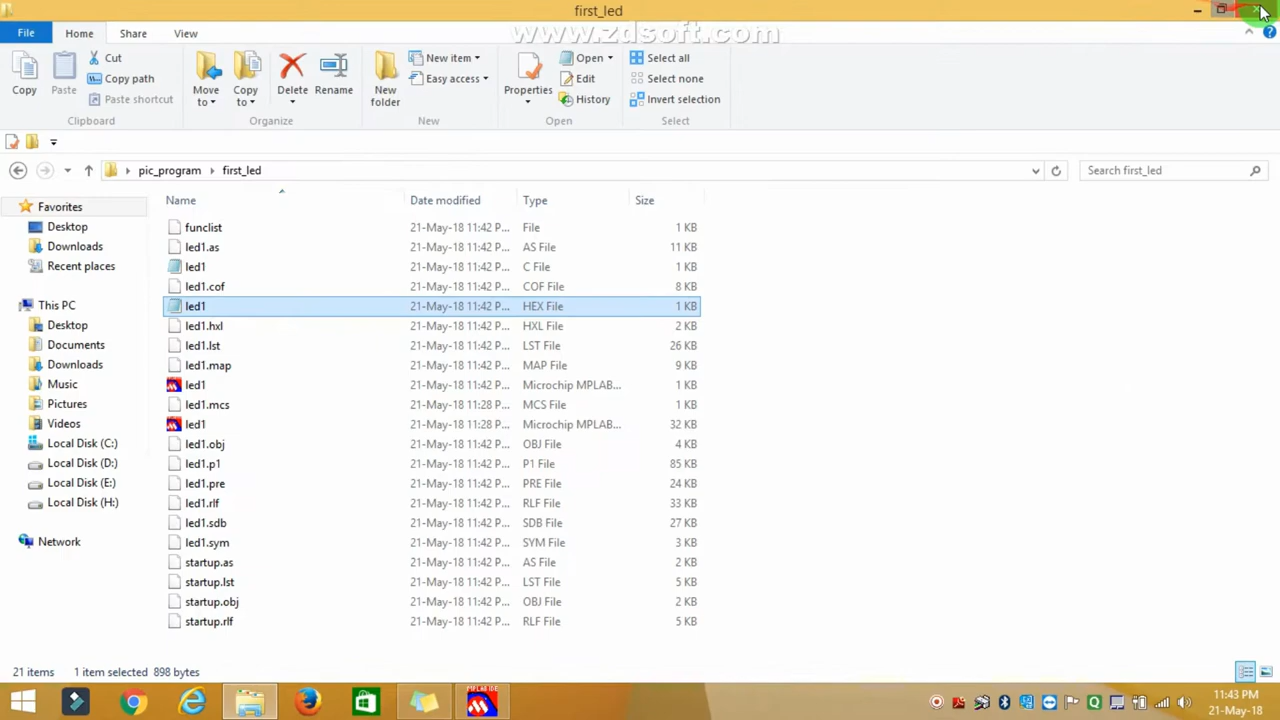 first_led
www.zdsoft.com
File Home Share View
Copy Paste Cut Copy path Paste shortcut
Move to Copy to Delete Rename
New folder New item Easy access
Properties Open Edit History
Select all Select none Invert selection
Clipboard Organize New Open Select
pic_program first_led Search first_led
Name Date modified Type Size
Favorites
Desktop
Downloads
Recent places
This PC
Desktop
Documents
Downloads
Music
Pictures
Videos
Local Disk (C:)
Local Disk (D:)
Local Disk (E:)
Local Disk (H:)
Network
funclist 21-May-18 11:42 P... File 1 KB
led1.as 21-May-18 11:42 P... AS File 11 KB
led1 21-May-18 11:42 P... C File 1 KB
led1.cof 21-May-18 11:42 P... COF File 8 KB
led1 21-May-18 11:42 P... HEX File 1 KB
led1.hxl 21-May-18 11:42 P... HXL File 2 KB
led1.lst 21-May-18 11:42 P... LST File 26 KB
led1.map 21-May-18 11:42 P... MAP File 9 KB
led1 21-May-18 11:42 P... Microchip MPLAB... 1 KB
led1.mcs 21-May-18 11:28 P... MCS File 1 KB
led1 21-May-18 11:28 P... Microchip MPLAB... 32 KB
led1.obj 21-May-18 11:42 P... OBJ File 4 KB
led1.p1 21-May-18 11:42 P... P1 File 85 KB
led1.pre 21-May-18 11:42 P... PRE File 24 KB
led1.rlf 21-May-18 11:42 P... RLF File 33 KB
led1.sdb 21-May-18 11:42 P... SDB File 27 KB
led1.sym 21-May-18 11:42 P... SYM File 3 KB
startup.as 21-May-18 11:42 P... AS File 2 KB
startup.lst 21-May-18 11:42 P... LST File 5 KB
startup.obj 21-May-18 11:42 P... OBJ File 2 KB
startup.rlf 21-May-18 11:42 P... RLF File 5 KB
21 items 1 item selected 898 bytes
MPLAB IDE
11:43 PM
21-May-18